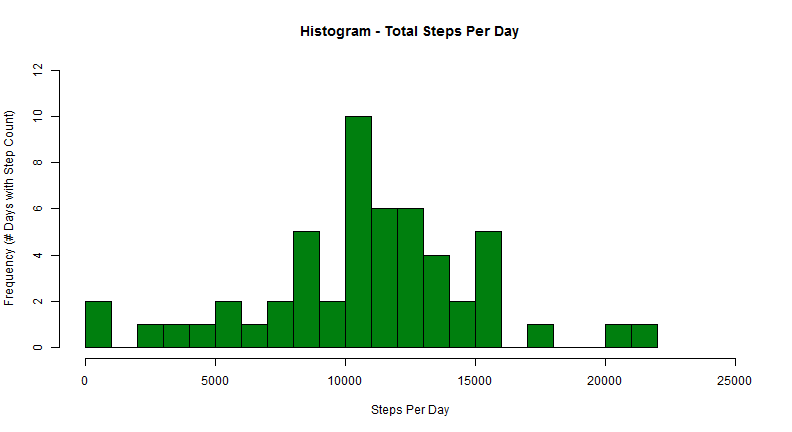 Histogram - Total Steps Per Day
Frequency (# Days with Step Count)
12
10
8
6
4
2
0
0 5000 10000 15000 20000 25000
Steps Per Day